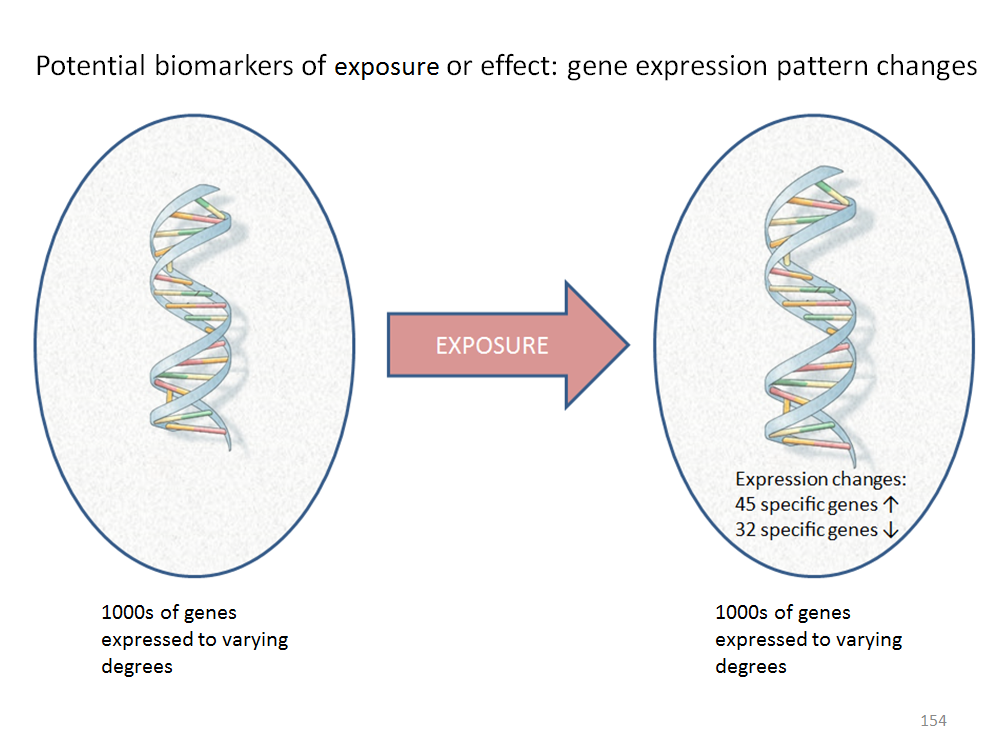 Potential biomarkers of exposure or effect: gene expression pattern changes
EXPOSURE
Expression changes:
45 specific genes ↑
32 specific genes ↓
1000s of genes
expressed to varying
degrees
1000s of genes
expressed to varying
degrees
154